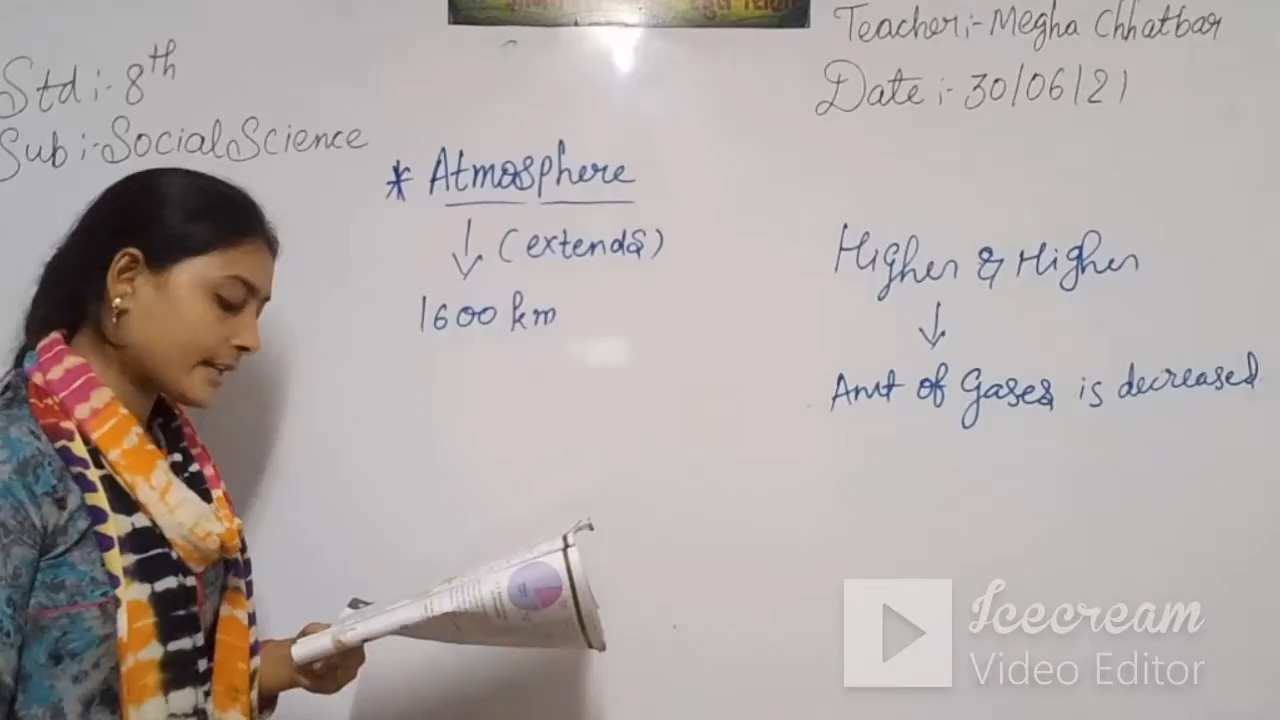 Teacher:- Megha Chhatbar
Date:- 30/06/21
Std:- 8th
Sub:- Social Science
* Atmosphere
(extends)
1600 km
Higher & Higher
Amt of Gases is decreased
Icecream
Video Editor